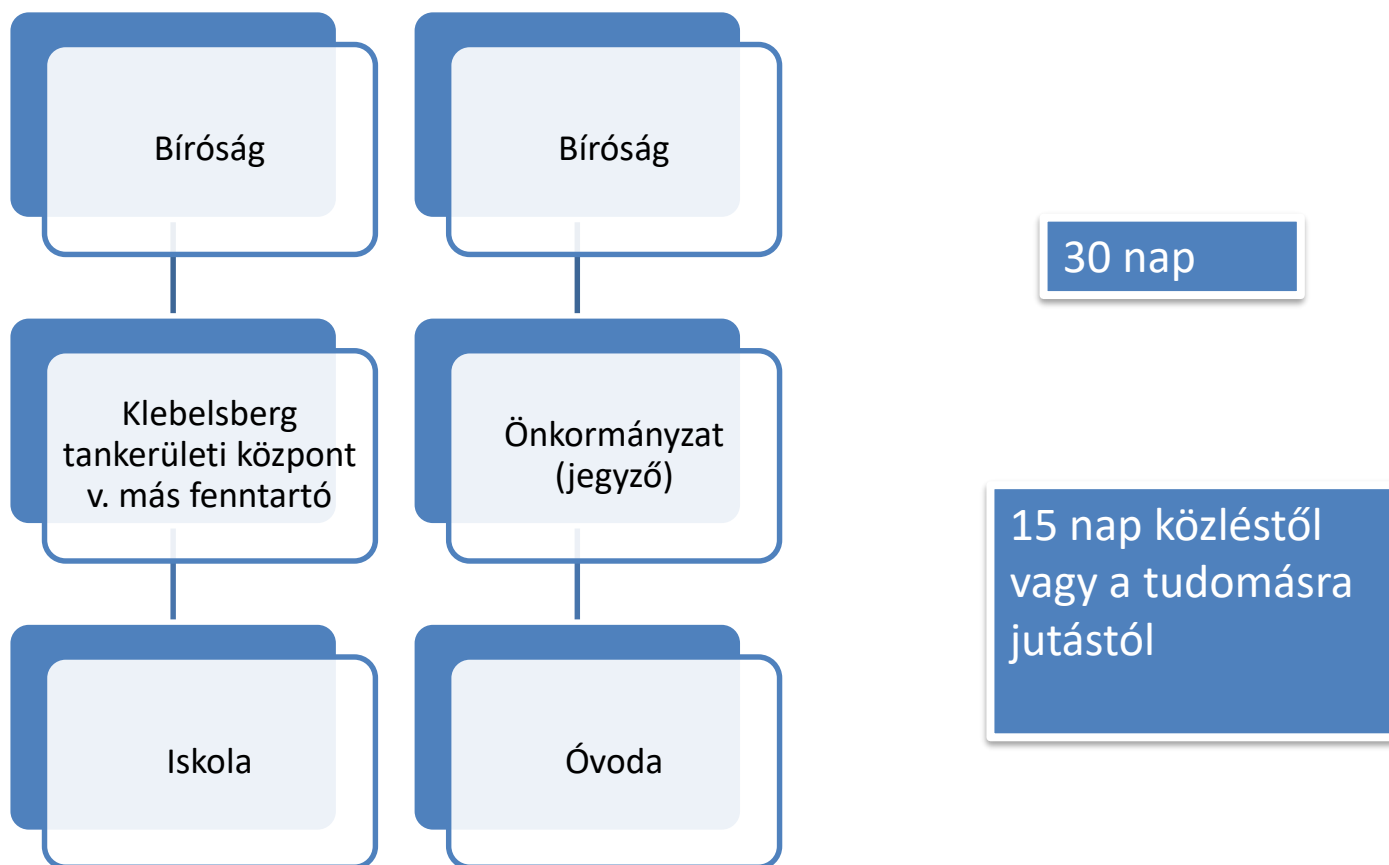 Bíróság
Bíróság
30 nap
Klebelsberg
tankerületi központ
v. más fenntartó
Önkormányzat
(jegyző)
15 nap közléstől
vagy a tudomásra
jutástól
Iskola
Óvoda